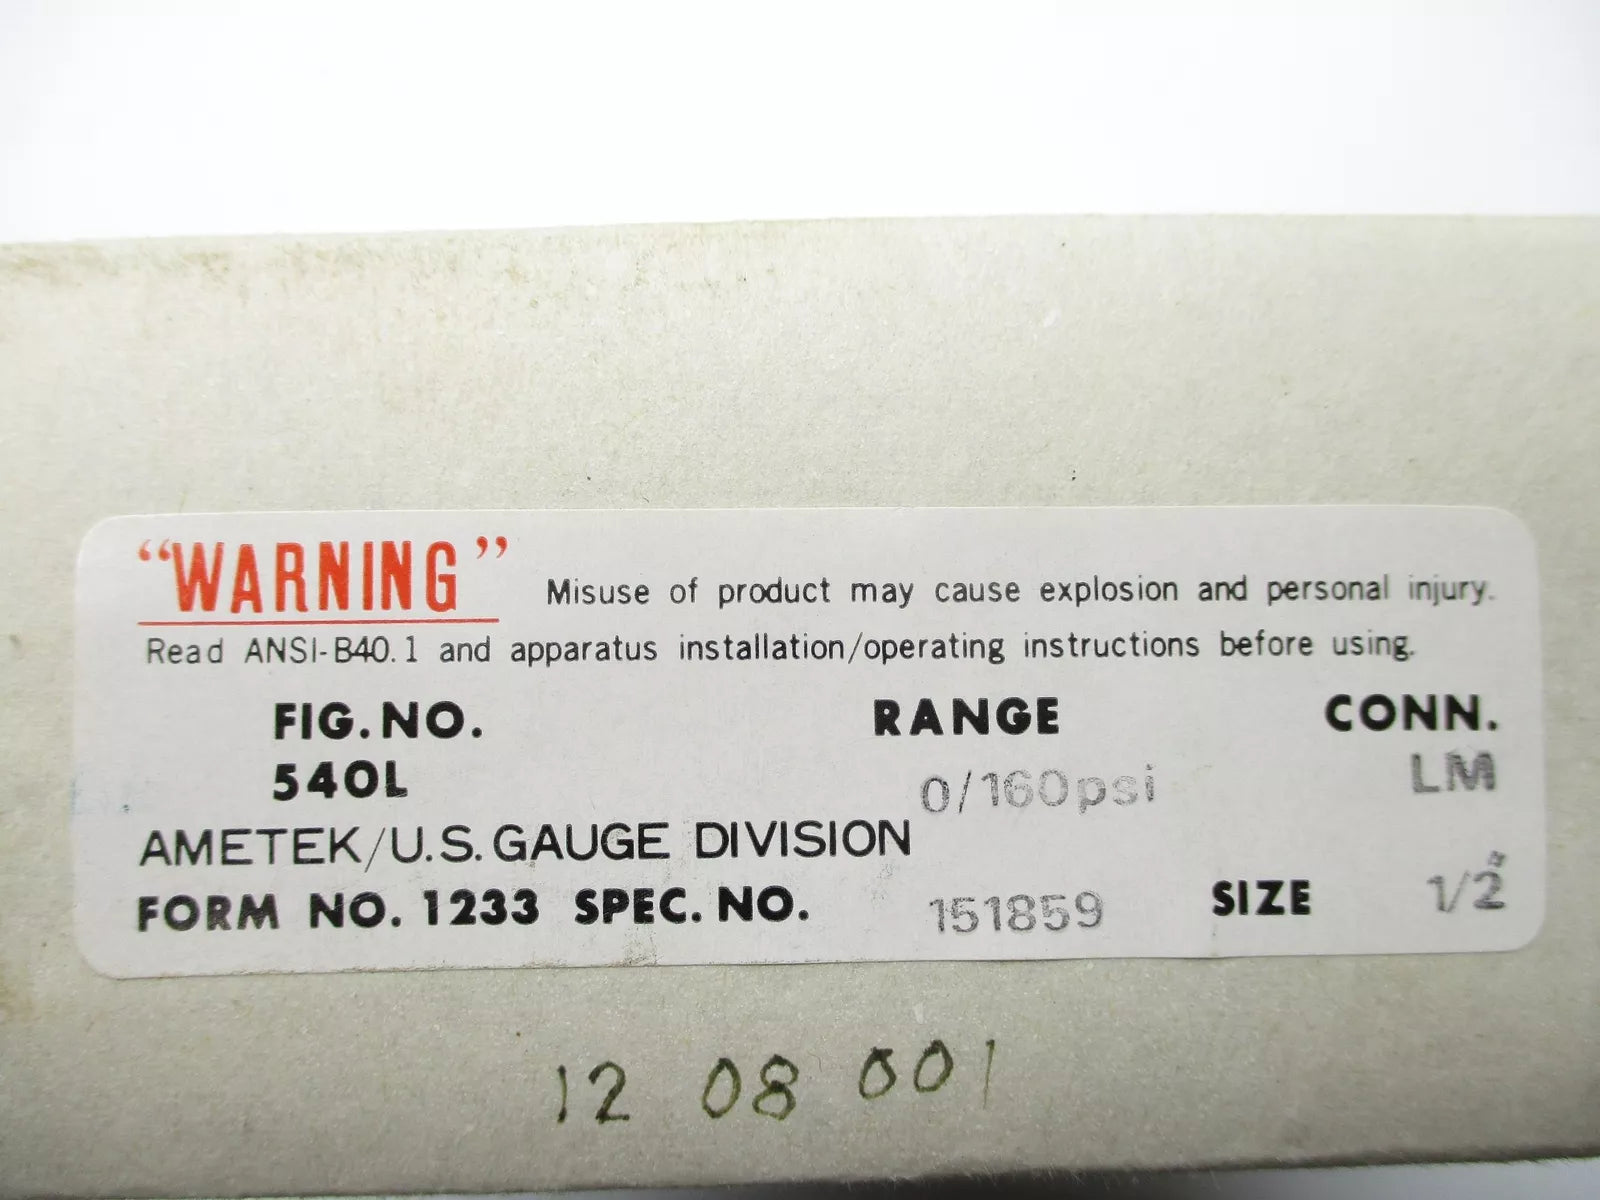 “WARNING” Misuse of product may cause explosion and personal injury.
Read ANSI-B40.1 and apparatus installation/operating instructions before using.
FIG.NO. RANGE CONN.
540L 0/160psi LM
AMETEK/U.S. GAUGE DIVISION
FORM NO. 1233 SPEC. NO. 151859 SIZE 1/2"
12 08 001